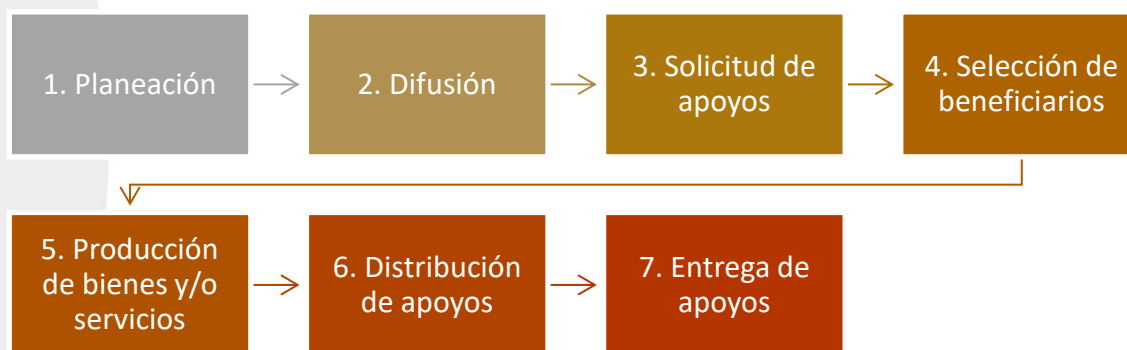 1. Planeación
2. Difusión
3. Solicitud de
apoyos
4. Selección de
beneficiarios
5. Producción
de bienes y/o
servicios
6. Distribución
de apoyos
7. Entrega de
apoyos